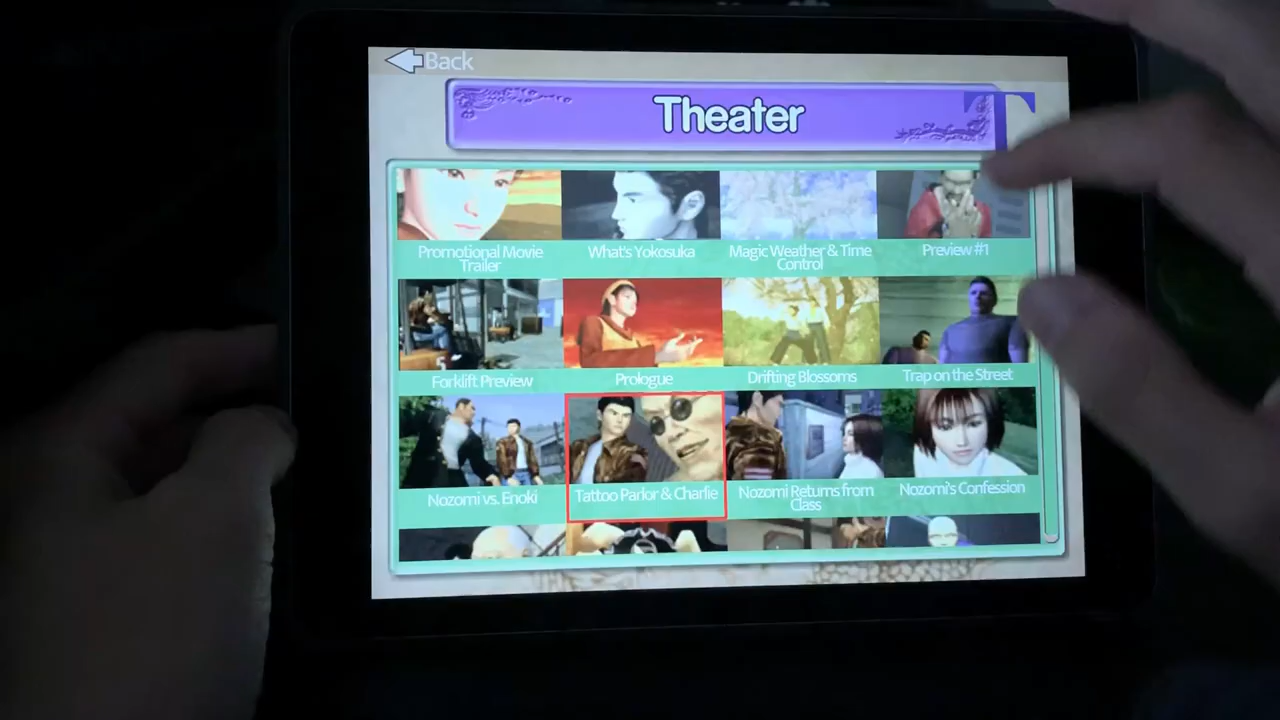 Back
Theater
T
Promotional Movie
Trailer
What's Yokosuka
Magic Weather & Time
Control
Preview #1
Forklift Preview
Prologue
Drifting Blossoms
Trap on the Street
Nozomi vs. Enoki
Tattoo Parlor & Charlie
Nozomi Returns from
Class
Nozomi's Confession